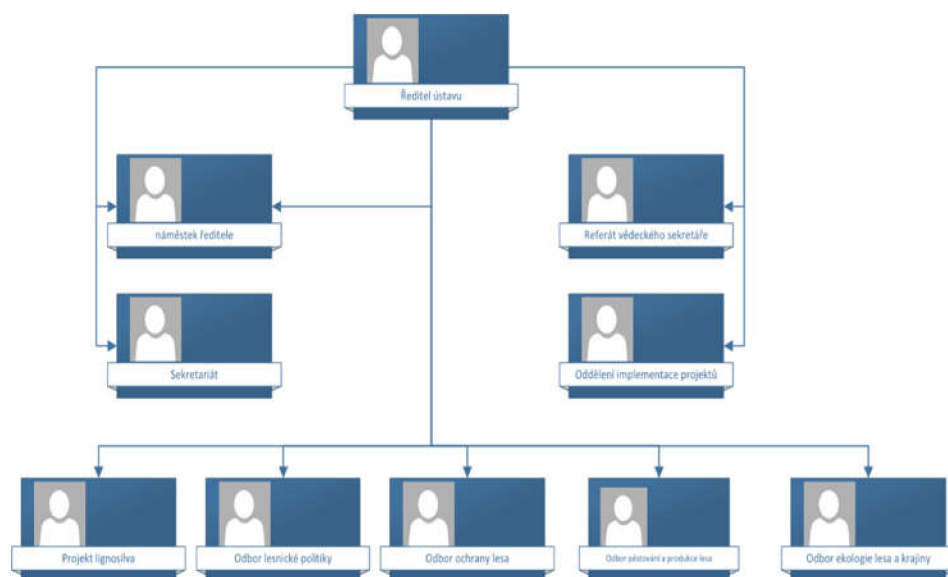 Ředitel ústavu
náměstek ředitele
Referát vědeckého sekretáře
Sekretariát
Oddělení implementace projektů
Projekt lignosilva
Odbor lesnické politiky
Odbor ochrany lesa
Odbor pěstování a produkce lesa
Odbor ekologie lesa a krajiny